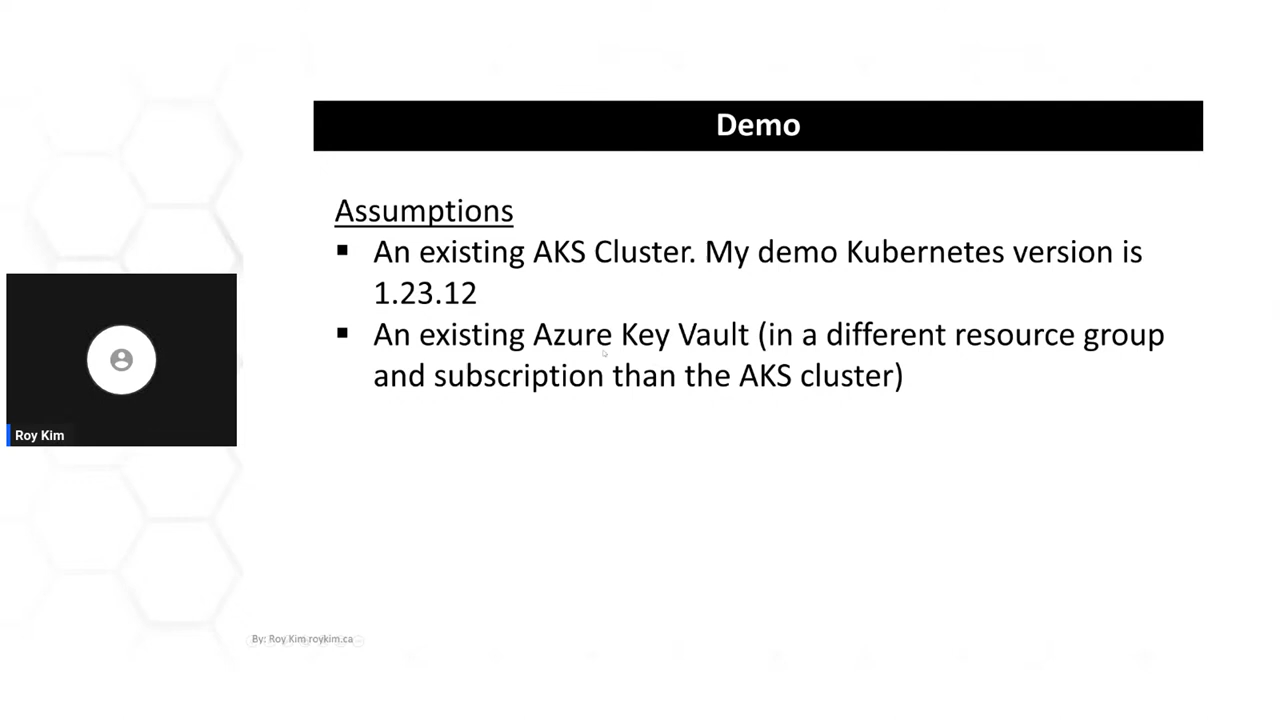 Demo
Assumptions
▪ An existing AKS Cluster. My demo Kubernetes version is
1.23.12
▪ An existing Azure Key Vault (in a different resource group
and subscription than the AKS cluster)
Roy Kim
By: Roy Kim roykim.ca